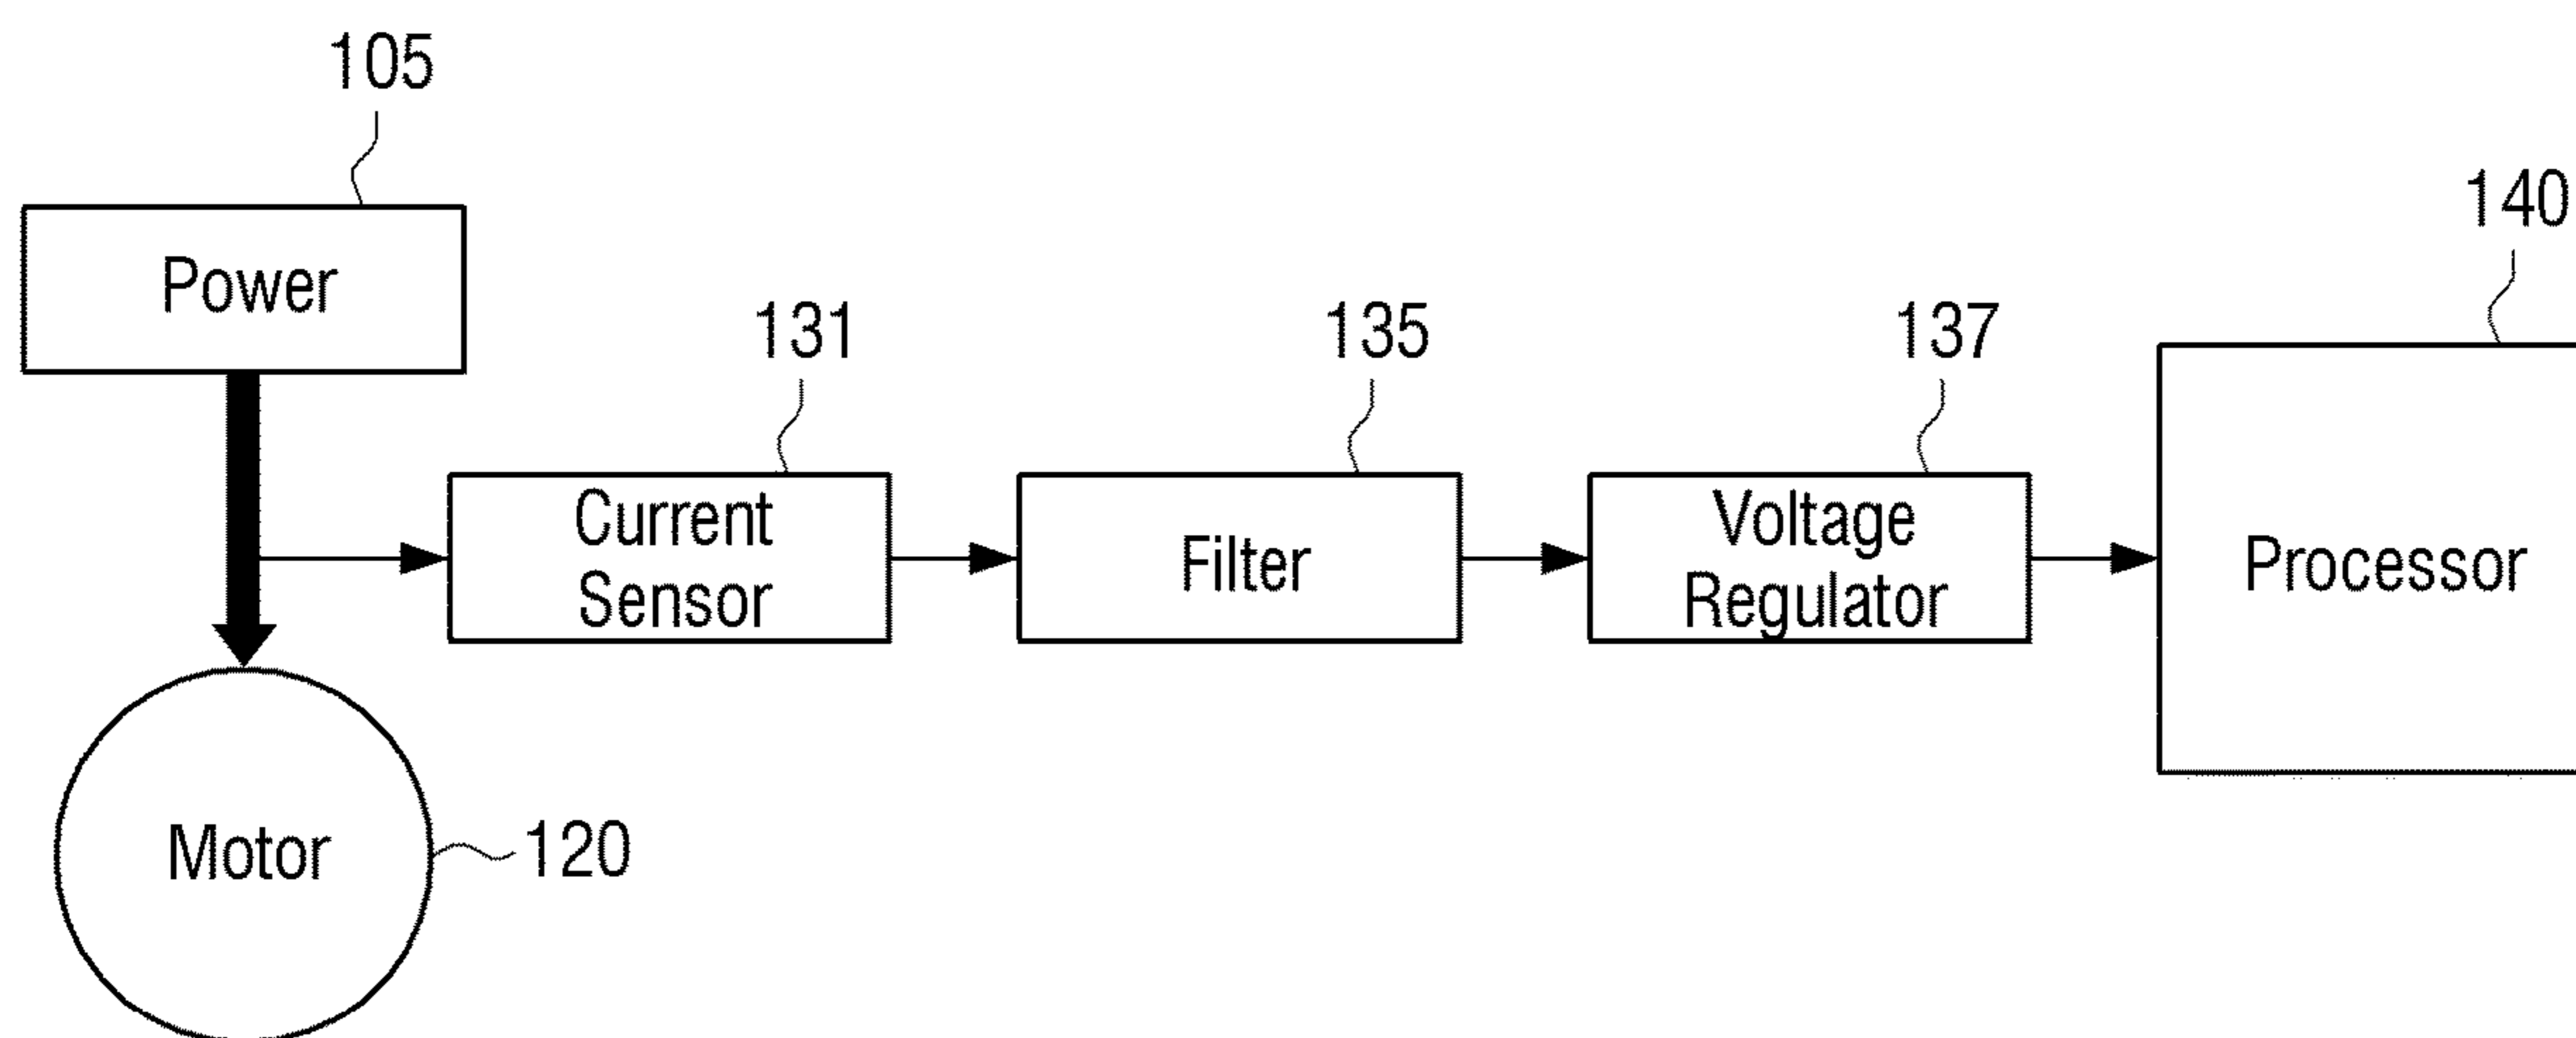 105
140
Power
131
135
137
Current
Sensor
Filter
Voltage
Regulator
Processor
Motor
120